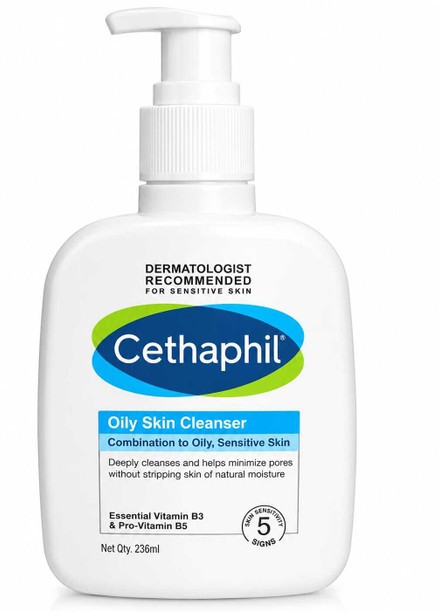 DERMATOLOGIST
RECOMMENDED
FOR SENSITIVE SKIN
Cethaphil®
Oily Skin Cleanser
Combination to Oily, Sensitive Skin
Deeply cleanses and helps minimize pores
without stripping skin of natural moisture
Essential Vitamin B3
& Pro-Vitamin B5
SKIN SENSITIVITY
5
SIGNS
Net Qty. 236ml